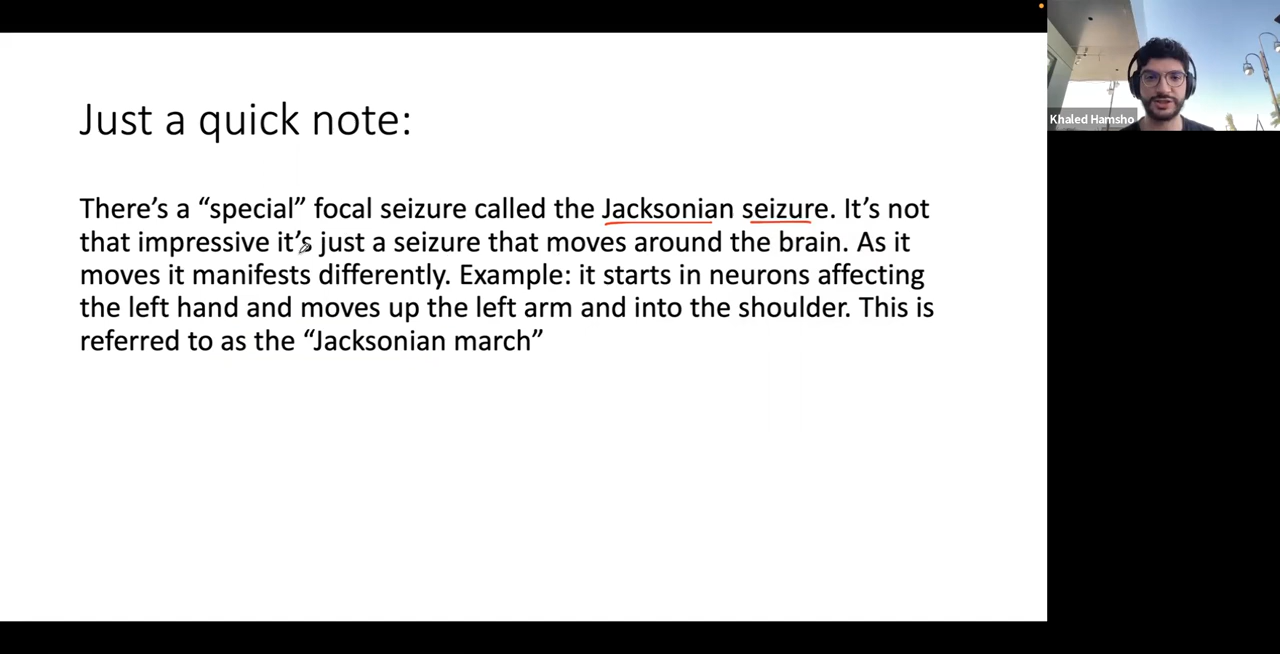 Just a quick note:
There’s a “special” focal seizure called the Jacksonian seizure. It’s not
that impressive it’s just a seizure that moves around the brain. As it
moves it manifests differently. Example: it starts in neurons affecting
the left hand and moves up the left arm and into the shoulder. This is
referred to as the “Jacksonian march”
Khaled Hamsho